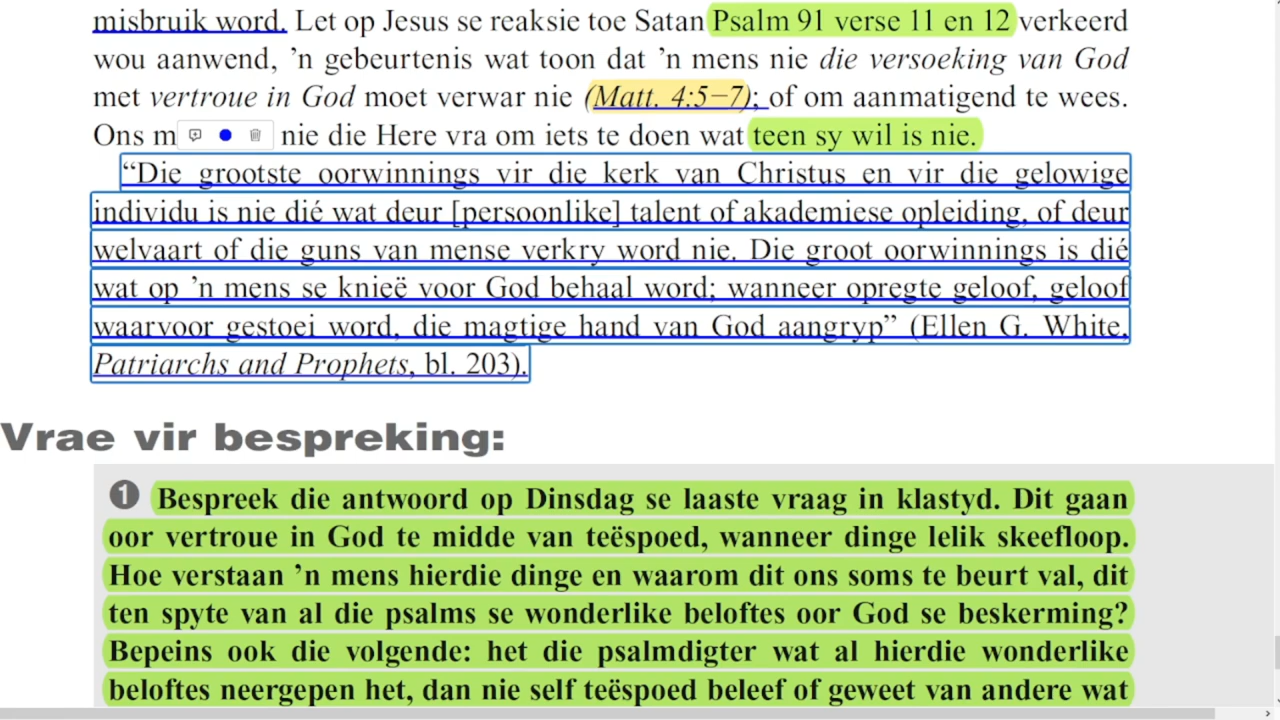 misbruik word. Let op Jesus se reaksie toe Satan Psalm 91 verse 11 en 12 verkeerd
wou aanwend, ’n gebeurtenis wat toon dat ’n mens nie die versoeking van God
met vertroue in God moet verwar nie (Matt. 4:5–7); of om aanmatigend te wees.
Ons m nie die Here vra om iets te doen wat teen sy wil is nie.
“Die grootste oorwinnings vir die kerk van Christus en vir die gelowige
individu is nie dié wat deur [persoonlike] talent of akademiese opleiding, of deur
welvaart of die guns van mense verkry word nie. Die groot oorwinnings is dié
wat op ’n mens se knieë voor God behaal word; wanneer opregte geloof, geloof
waarvoor gestoei word, die magtige hand van God aangryp” (Ellen G. White,
Patriarchs and Prophets, bl. 203).
Vrae vir bespreking:
1 Bespreek die antwoord op Dinsdag se laaste vraag in klastyd. Dit gaan
oor vertroue in God te midde van teëspoed, wanneer dinge lelik skeefloop.
Hoe verstaan ’n mens hierdie dinge en waarom dit ons soms te beurt val, dit
ten spyte van al die psalms se wonderlike beloftes oor God se beskerming?
Bepeins ook die volgende: het die psalmdigter wat al hierdie wonderlike
beloftes neergepen het, dan nie self teëspoed beleef of geweet van andere wat